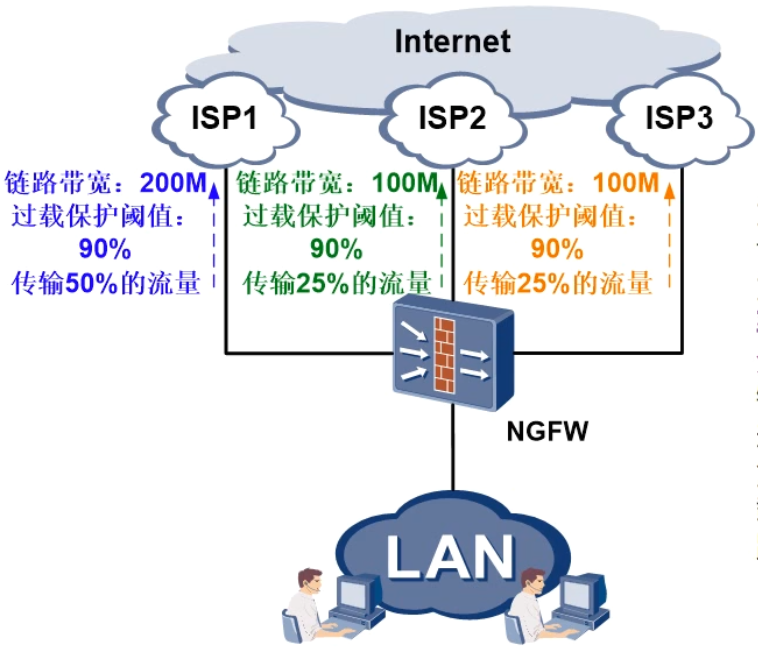 Internet
ISP1
ISP2
ISP3
链路带宽：200M
过载保护阈值：
90%
传输50%的流量
链路带宽：100M
过载保护阈值：
90%
传输25%的流量
链路带宽：100M
过载保护阈值：
90%
传输25%的流量
NGFW
LAN